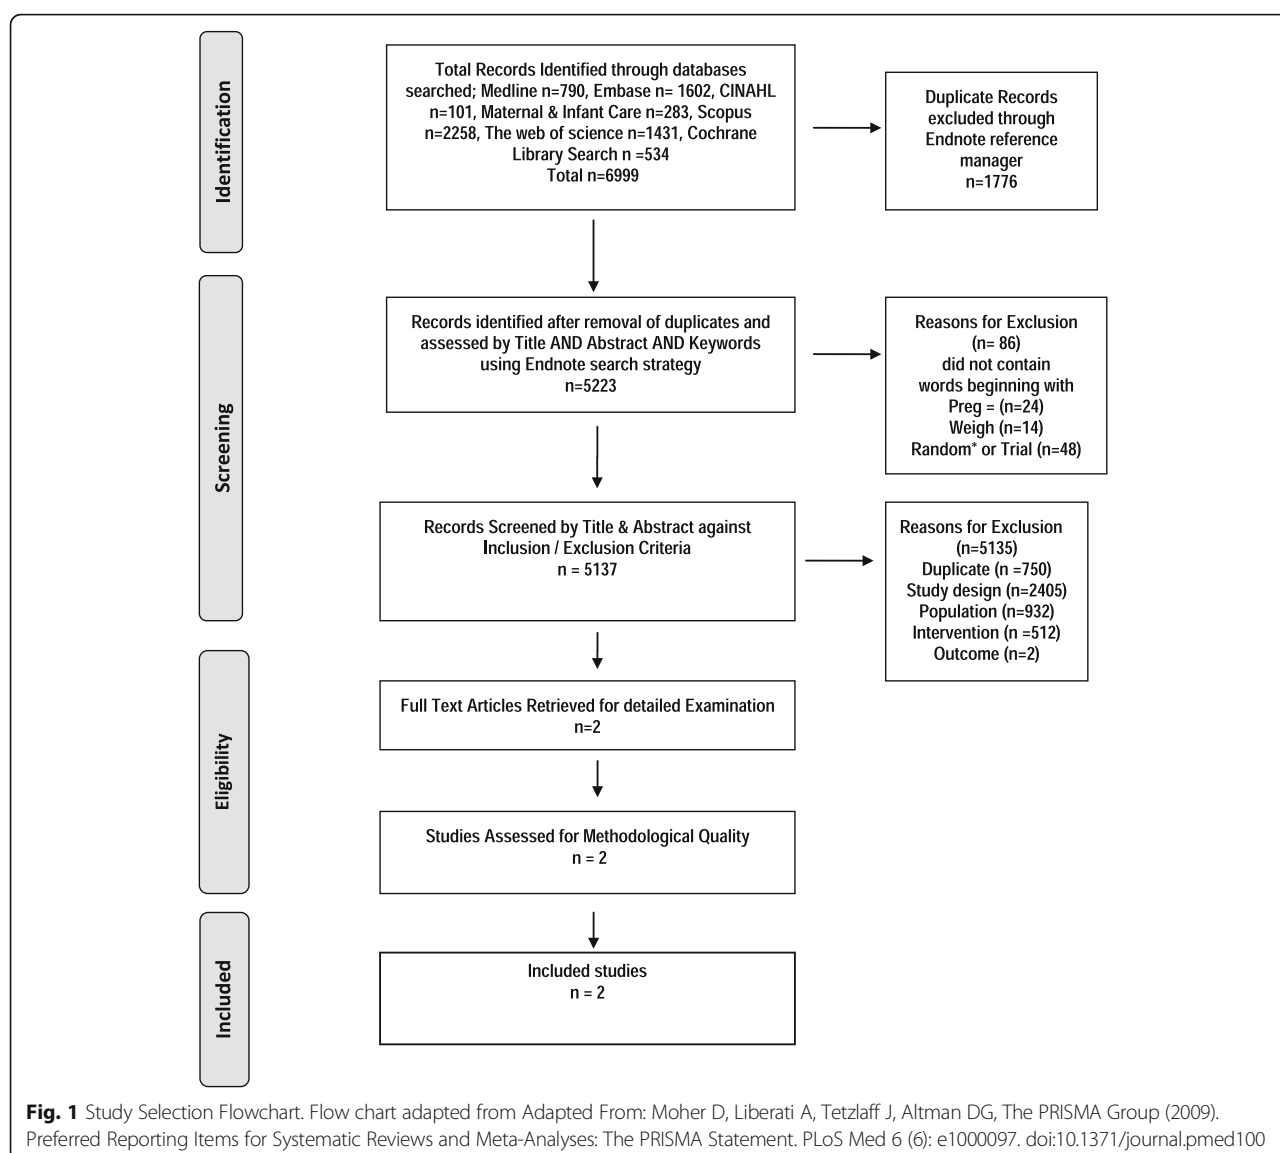 Identification
Total Records Identified through databases
searched; Medline n=790, Embase n= 1602, CINAHL
n=101, Maternal & Infant Care n=283, Scopus
n=2258, The web of science n=1431, Cochrane
Library Search n =534
Total n=6999
Duplicate Records
excluded through
Endnote reference
manager
n=1776
Screening
Records identified after removal of duplicates and
assessed by Title AND Abstract AND Keywords
using Endnote search strategy
n=5223
Reasons for Exclusion
(n= 86)
did not contain
words beginning with
Preg = (n=24)
Weigh (n=14)
Random* or Trial (n=48)
Records Screened by Title & Abstract against
Inclusion / Exclusion Criteria
n = 5137
Reasons for Exclusion
(n=5135)
Duplicate (n =750)
Study design (n=2405)
Population (n=932)
Intervention (n =512)
Outcome (n=2)
Eligibility
Full Text Articles Retrieved for detailed Examination
n=2
Studies Assessed for Methodological Quality
n = 2
Included
Included studies
n = 2
Fig. 1 Study Selection Flowchart. Flow chart adapted from Adapted From: Moher D, Liberati A, Tetzlaff J, Altman DG, The PRISMA Group (2009).
Preferred Reporting Items for Systematic Reviews and Meta-Analyses: The PRISMA Statement. PLoS Med 6 (6): e1000097. doi:10.1371/journal.pmed100